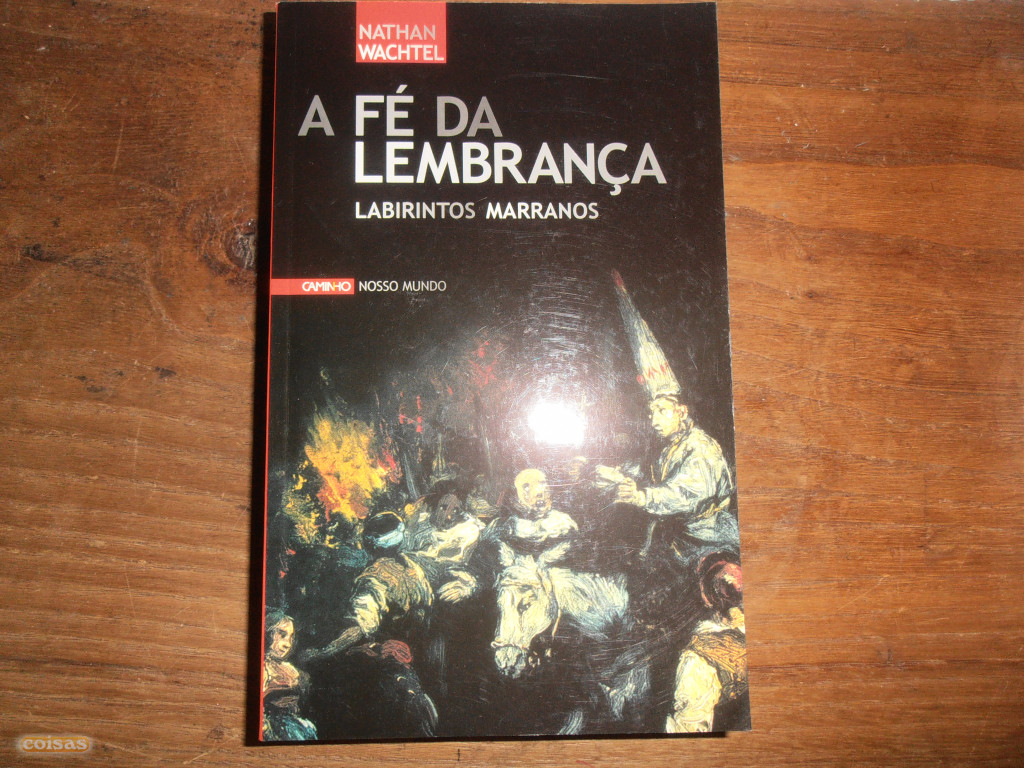 NATHAN
WACHTEL
A FÉ DA
LEMBRANÇA
LABIRINTOS MARRANOS
CAMINHO NOSSO MUNDO
coisas